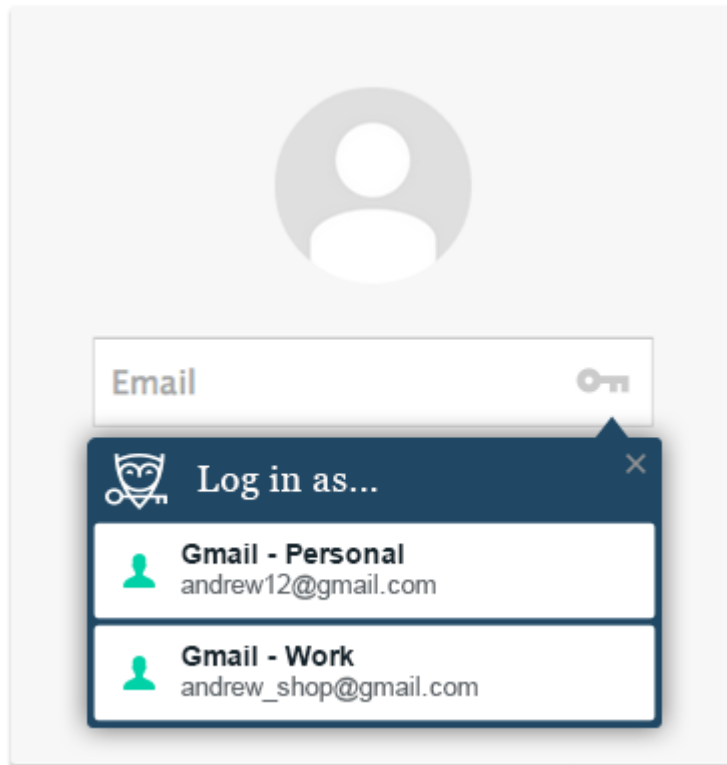 Email
Log in as...
Gmail - Personal
andrew12@gmail.com
Gmail - Work
andrew_shop@gmail.com